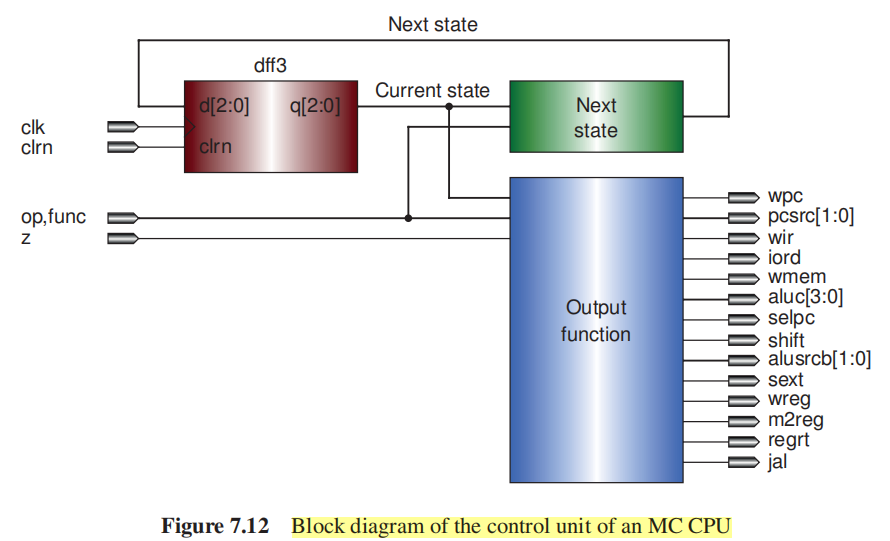 Next state
dff3
d[2:0] q[2:0]
Current state
Next
state
clk
clrn
clrn
op,func
z
Output
function
wpc
pcsrc[1:0]
wir
iord
wmem
aluc[3:0]
selpc
shift
alusrcb[1:0]
sext
wreg
m2reg
regrt
jal
Figure 7.12 Block diagram of the control unit of an MC CPU